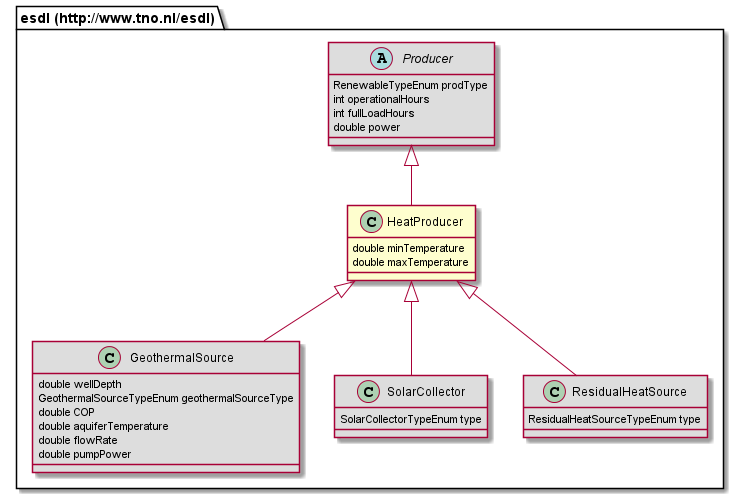 esdl (http://www.tno.nl/esdl)
A Producer
RenewableTypeEnum prodType
int operationalHours
int fullLoadHours
double power
C HeatProducer
double minTemperature
double maxTemperature
C GeothermalSource
double wellDepth
GeothermalSourceTypeEnum geothermalSourceType
double COP
double aquiferTemperature
double flowRate
double pumpPower
C SolarCollector
SolarCollectorTypeEnum type
C ResidualHeatSource
ResidualHeatSourceTypeEnum type